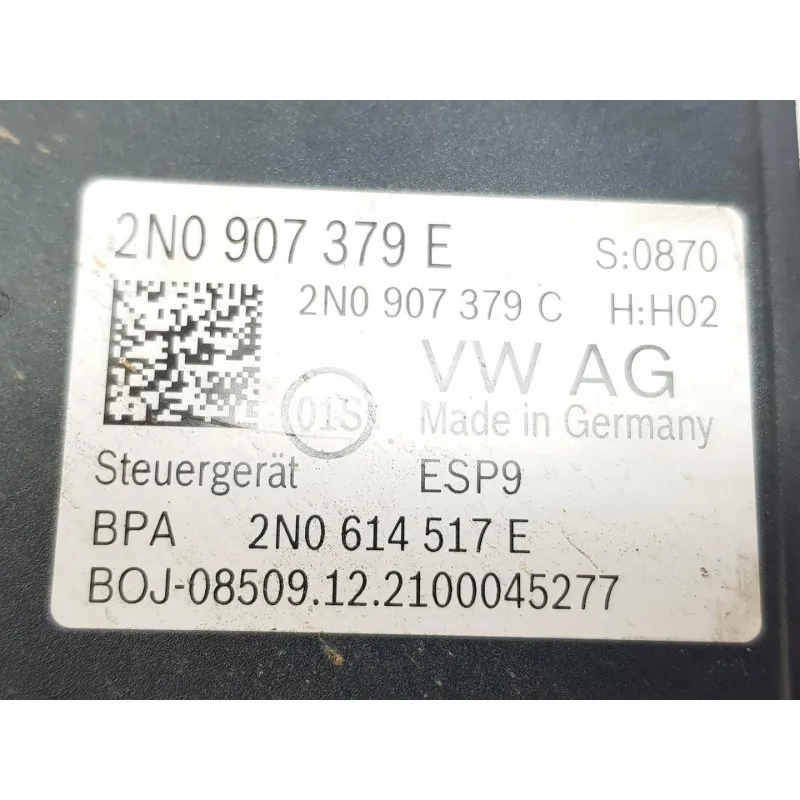 2N0 907 379 E S:0870
2N0 907 379 C H:H02
VW AG
01S Made in Germany
Steuergerät ESP9
BPA 2N0 614 517 E
BOJ-08509.12.2100045277